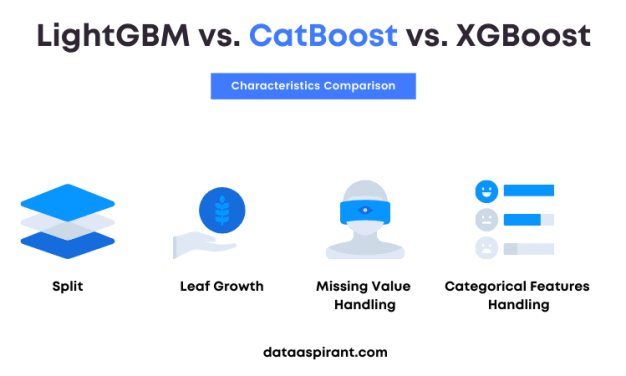 LightGBM vs. CatBoost vs. XGBoost
Characteristics Comparison
Split
Leaf Growth
Missing Value
Handling
Categorical Features
Handling
dataaspirant.com